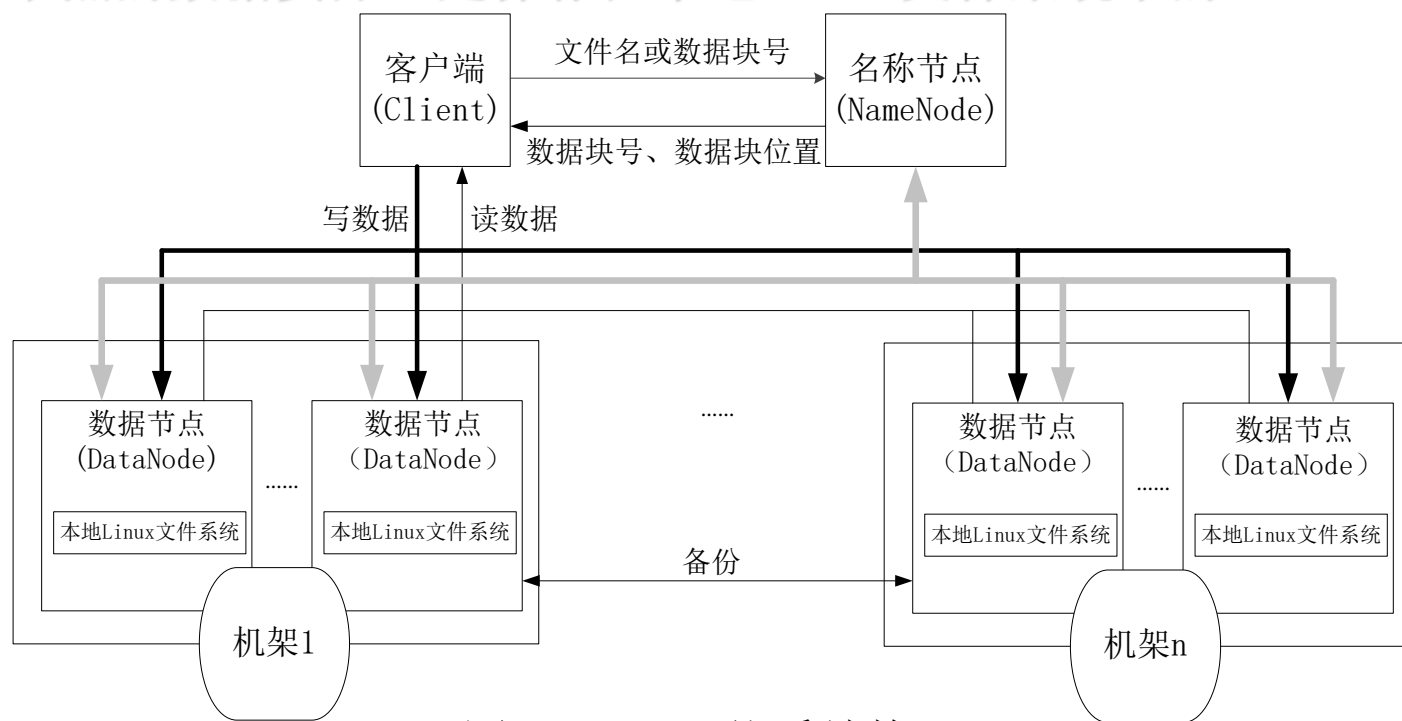 客户端
(Client)
文件名或数据块号
名称节点
(NameNode)
数据块号、数据块位置
写数据
读数据
数据节点
(DataNode)
......
数据节点
（DataNode）
......
数据节点
（DataNode）
......
数据节点
（DataNode）
本地Linux文件系统
本地Linux文件系统
本地Linux文件系统
本地Linux文件系统
备份
机架1
机架n